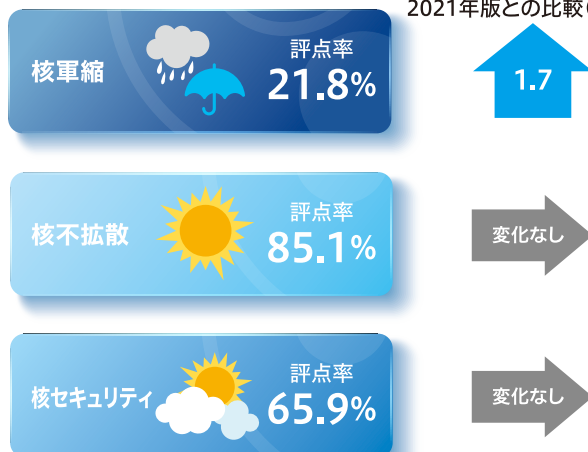 2021年版との比較(
核軍縮
評点率
21.8%
1.7
核不拡散
評点率
85.1%
変化なし
核セキュリティ
評点率
65.9%
変化なし